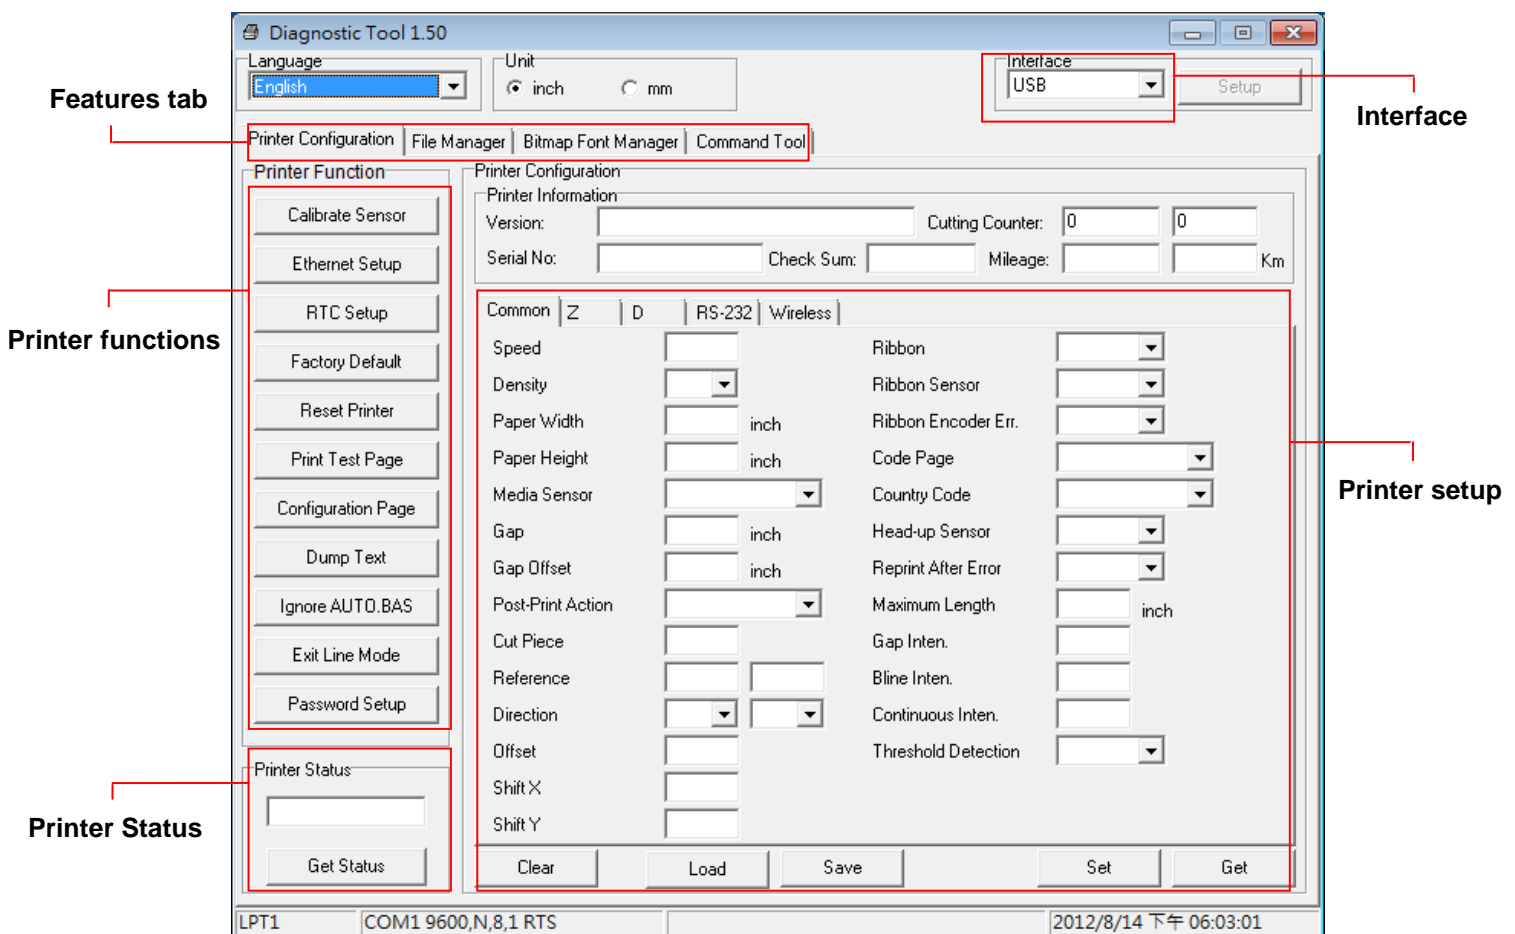 Diagnostic Tool 1.50
Language
Unit
Interface
English
inch
mm
USB
Setup
Features tab
Interface
Printer Configuration
File Manager
Bitmap Font Manager
Command Tool
Printer Function
Printer Configuration
Printer Information
Calibrate Sensor
Version:
Cutting Counter:
0
0
Ethernet Setup
Serial No:
Check Sum:
Mileage:
Km
RTC Setup
Common
Z
D
RS-232
Wireless
Printer functions
Factory Default
Reset Printer
Print Test Page
Configuration Page
Dump Text
Ignore AUTO.BAS
Exit Line Mode
Password Setup
Speed
Ribbon
Density
Ribbon Sensor
Paper Width
inch
Ribbon Encoder Err.
Paper Height
inch
Code Page
Media Sensor
Country Code
Printer setup
Gap
inch
Head-up Sensor
Gap Offset
inch
Reprint After Error
Post-Print Action
Maximum Length
inch
Cut Piece
Gap Inten.
Reference
Bline Inten.
Direction
Continuous Inten.
Offset
Threshold Detection
Shift X
Shift Y
Printer Status
Printer Status
Get Status
Clear
Load
Save
Set
Get
LPT1
COM1 9600,N,8,1 RTS
2012/8/14 下午 06:03:01